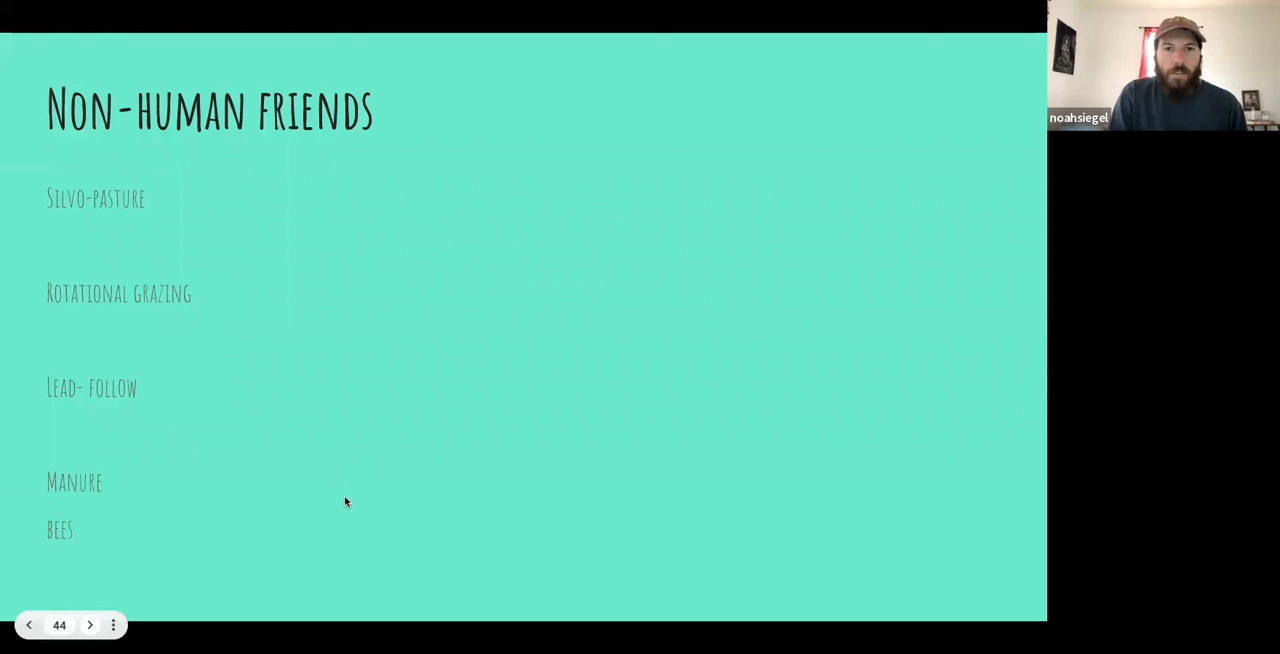 Non-human friends
Silvo-pasture
Rotational grazing
Lead- follow
Manure
bees
noahsiegel
44